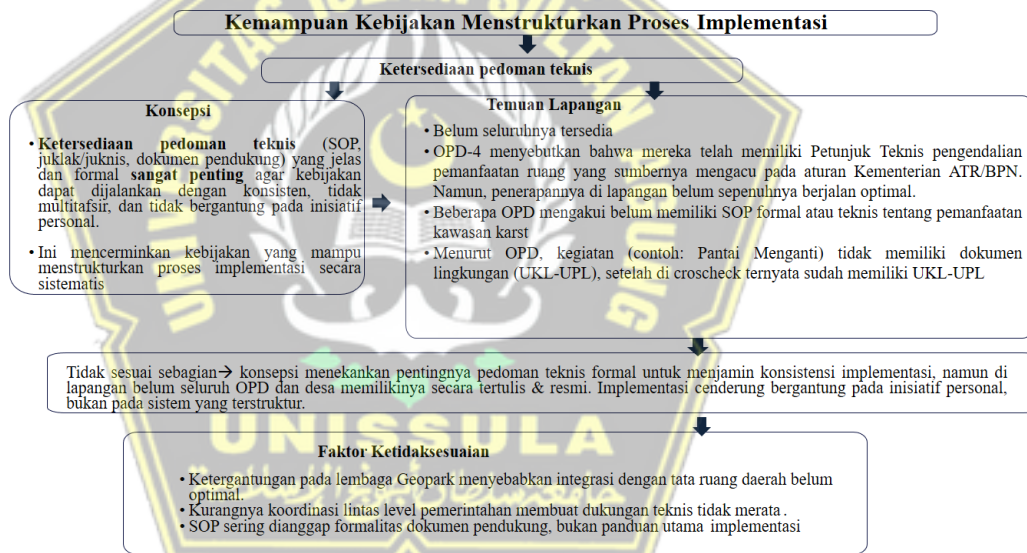 Kemampuan Kebijakan Menstrukturkan Proses Implementasi
Ketersediaan pedoman teknis
Konsepsi
• Ketersediaan pedoman teknis (SOP,
juklak/juknis, dokumen pendukung) yang jelas
dan formal sangat penting agar kebijakan
dapat dijalankan dengan konsisten, tidak
multitafsir, dan tidak bergantung pada inisiatif
personal.
• Ini mencerminkan kebijakan yang mampu
menstrukturkan proses implementasi secara
sistematis
Temuan Lapangan
• Belum seluruhnya tersedia
• OPD-4 menyebutkan bahwa mereka telah memiliki Petunjuk Teknis pengendalian
pemanfaatan ruang yang sumbernya mengacu pada aturan Kementerian ATR/BPN.
Namun, penerapannya di lapangan belum sepenuhnya berjalan optimal.
• Beberapa OPD mengakui belum memiliki SOP formal atau teknis tentang pemanfaatan
kawasan karst
• Menurut OPD, kegiatan (contoh: Pantai Menganti) tidak memiliki dokumen
lingkungan (UKL-UPL), setelah di croscheck ternyata sudah memiliki UKL-UPL
Tidak sesuai sebagian→ konsepsi menekankan pentingnya pedoman teknis formal untuk menjamin konsistensi implementasi, namun di
lapangan belum seluruh OPD dan desa memilikinya secara tertulis & resmi. Implementasi cenderung bergantung pada inisiatif personal,
bukan pada sistem yang terstruktur.
Faktor Ketidaksesuaian
• Ketergantungan pada lembaga Geopark menyebabkan integrasi dengan tata ruang daerah belum
optimal.
• Kurangnya koordinasi lintas level pemerintahan membuat dukungan teknis tidak merata.
• SOP sering dianggap formalitas dokumen pendukung, bukan panduan utama implementasi
UNIVERSITAS ISLAM SULTAN AGUNG
UNISSULA
جامعة سلطان أجونج الإسلامية